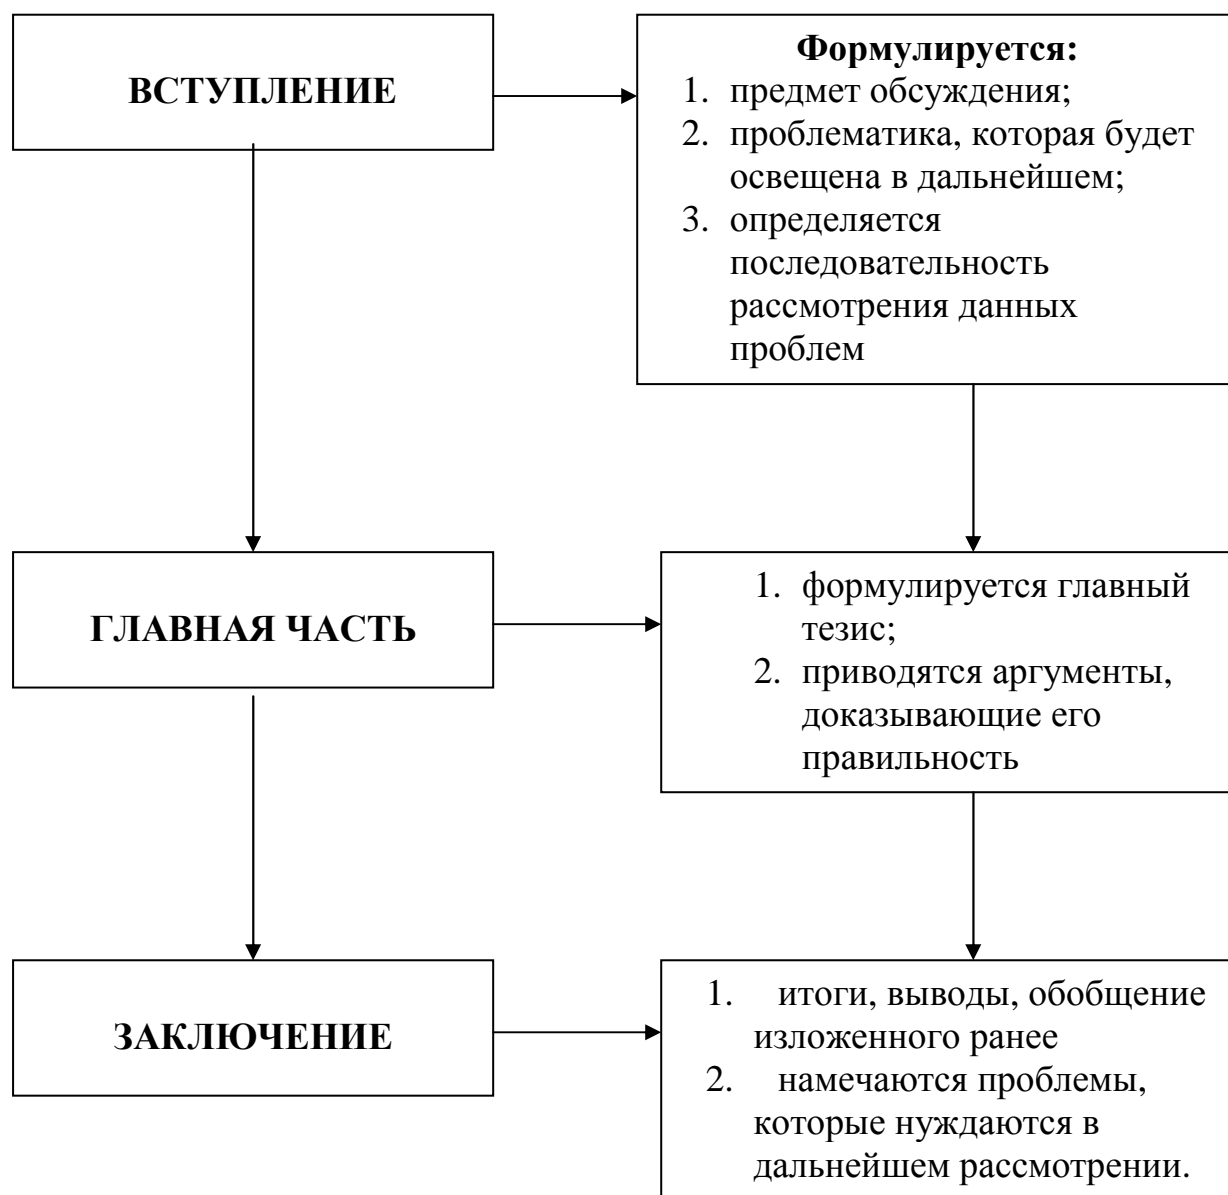 ВСТУПЛЕНИЕ
Формулируется:
1. предмет обсуждения;
2. проблематика, которая будет
освещена в дальнейшем;
3. определяется
последовательность
рассмотрения данных
проблем
ГЛАВНАЯ ЧАСТЬ
1. формулируется главный
тезис;
2. приводятся аргументы,
доказывающие его
правильность
ЗАКЛЮЧЕНИЕ
1. итоги, выводы, обобщение
изложенного ранее
2. намечаются проблемы,
которые нуждаются в
дальнейшем рассмотрении.